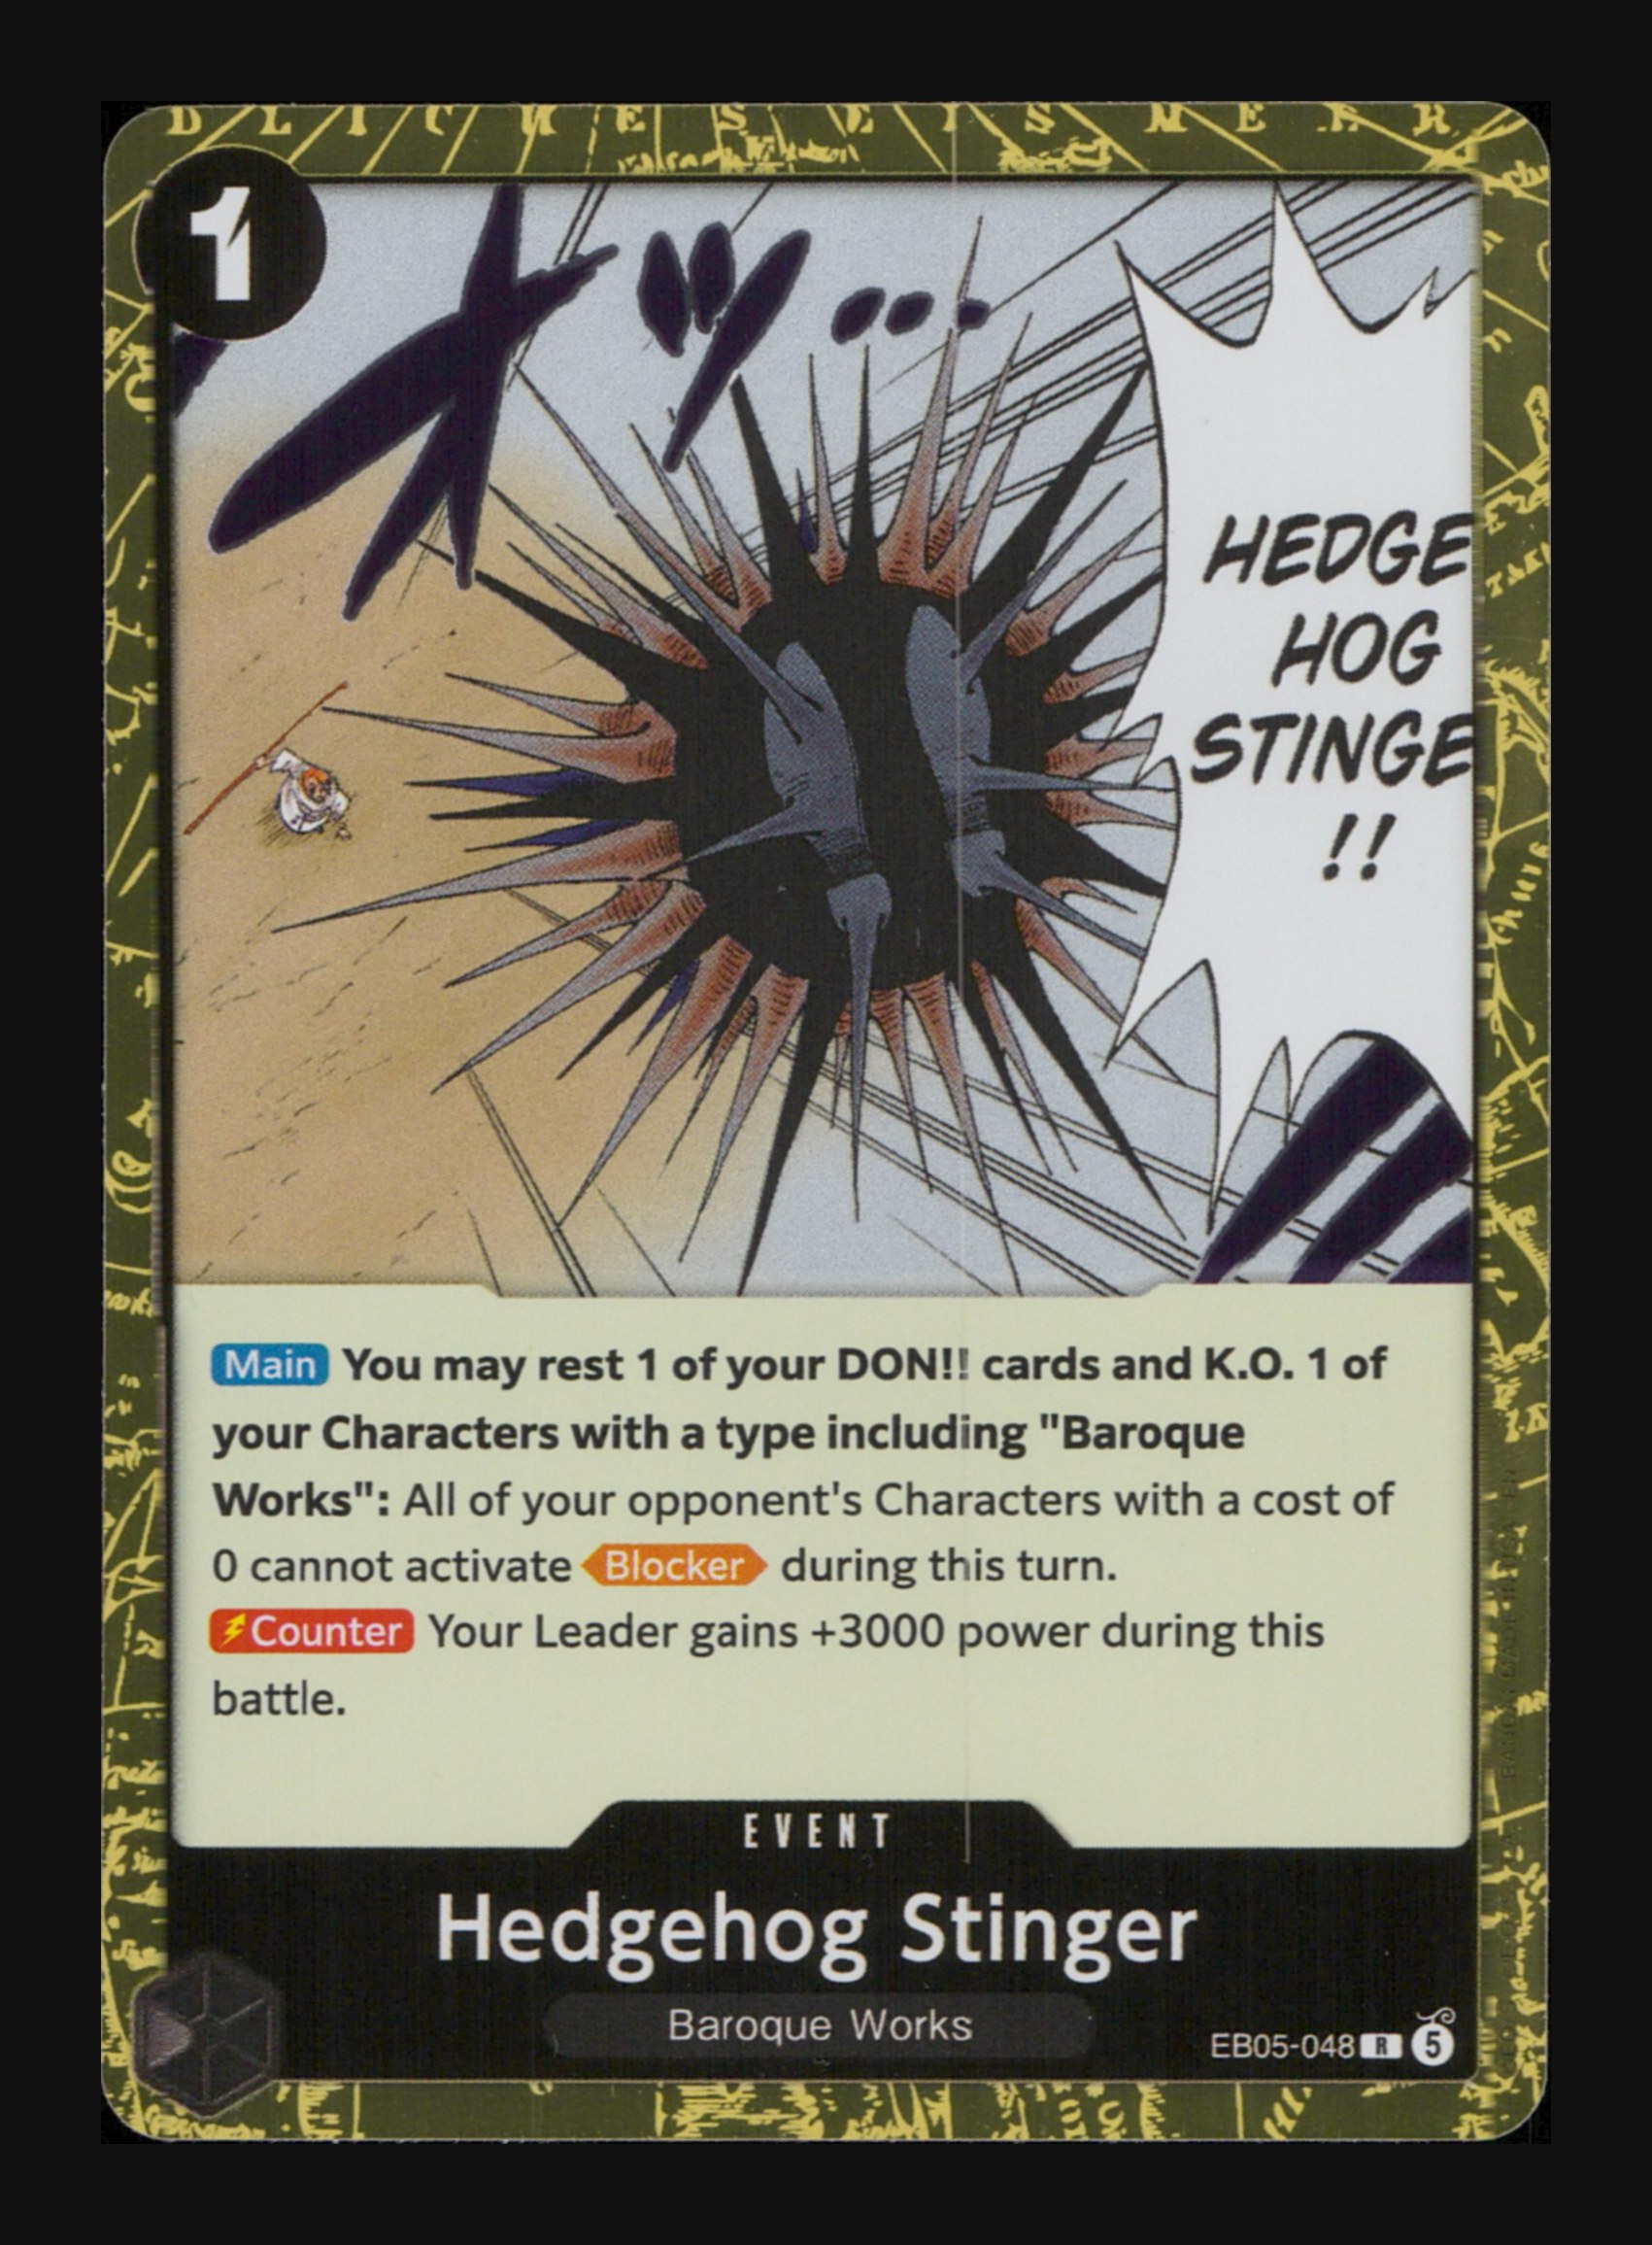 1
オッ…
HEDGE
HOG
STINGE
!!
Main You may rest 1 of your DON!! cards and K.O. 1 of
your Characters with a type including "Baroque
Works": All of your opponent's Characters with a cost of
0 cannot activate Blocker during this turn.
Counter Your Leader gains +3000 power during this
battle.
EVENT
Hedgehog Stinger
Baroque Works
EB05-048 R 5